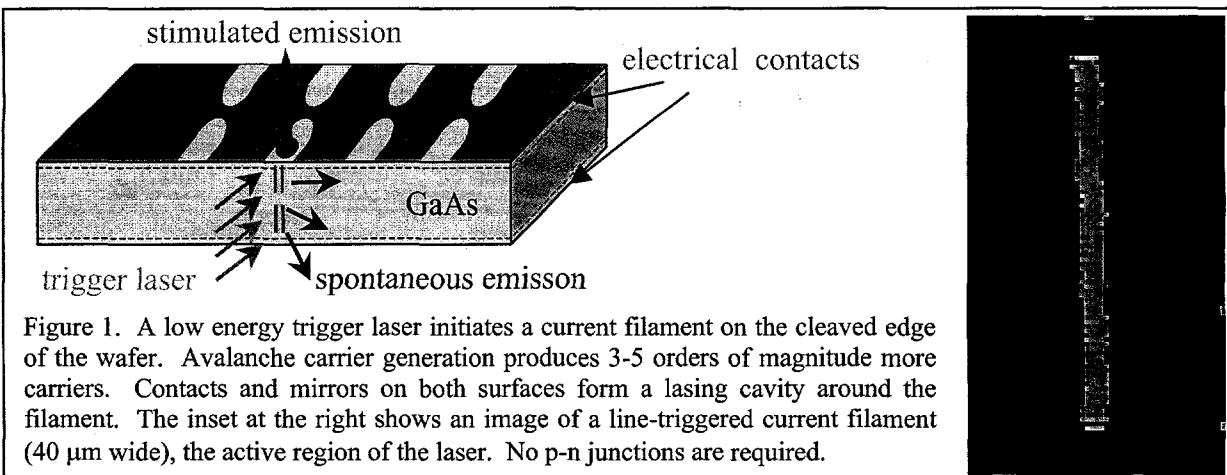 stimulated emission
electrical contacts
GaAs
trigger laser
spontaneous emisson
Figure 1. A low energy trigger laser initiates a current filament on the cleaved edge
of the wafer. Avalanche carrier generation produces 3-5 orders of magnitude more
carriers. Contacts and mirrors on both surfaces form a lasing cavity around the
filament. The inset at the right shows an image of a line-triggered current filament
(40 μm wide), the active region of the laser. No p-n junctions are required.